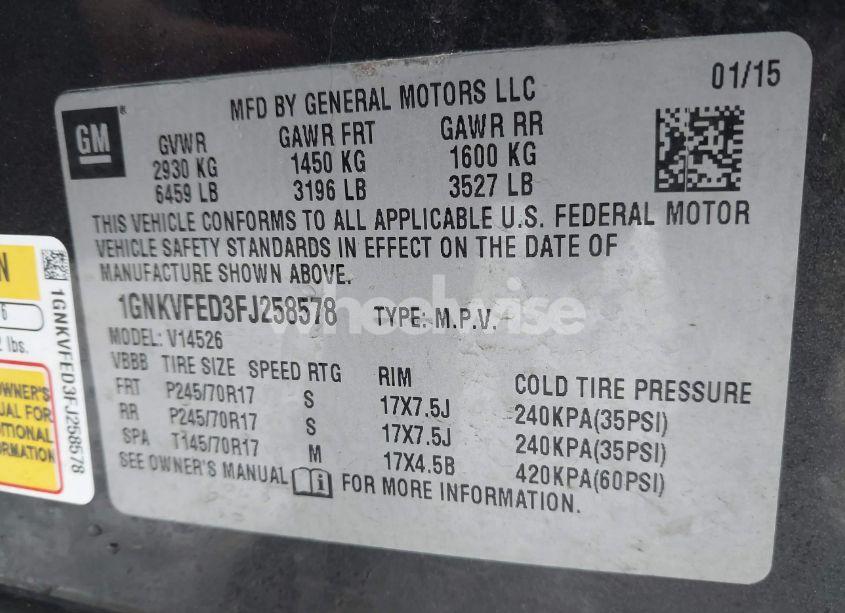 01/15
MFD BY GENERAL MOTORS LLC
GM
GVWR GAWR FRT GAWR RR
2930 KG 1450 KG 1600 KG
6459 LB 3196 LB 3527 LB
THIS VEHICLE CONFORMS TO ALL APPLICABLE U.S. FEDERAL MOTOR
VEHICLE SAFETY STANDARDS IN EFFECT ON THE DATE OF
MANUFACTURE SHOWN ABOVE.
1GNKVFED3FJ258578 TYPE: M.P.V.
MODEL: V14526
VBBB TIRE SIZE SPEED RTG RIM COLD TIRE PRESSURE
FRT P245/70R17 S 17X7.5J 240KPA(35PSI)
RR P245/70R17 S 17X7.5J 240KPA(35PSI)
SPA T145/70R17 M 17X4.5B 420KPA(60PSI)
SEE OWNER'S MANUAL i FOR MORE INFORMATION.
wheelwise
1GNKVFED3FJ258578
lbs.
FOR